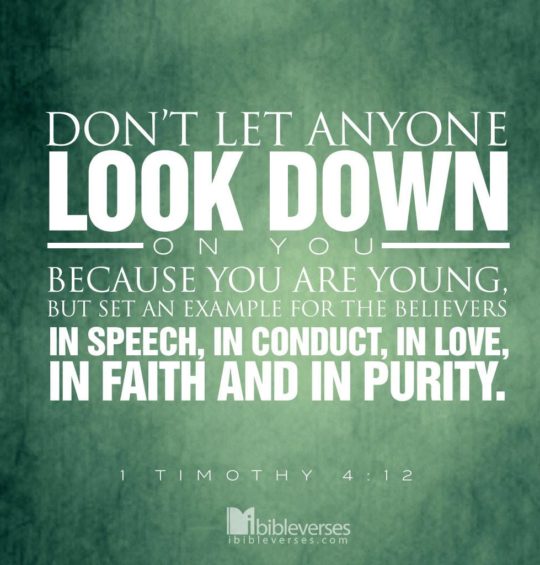 DON'T LET ANYONE
LOOK DOWN
ON YOU
BECAUSE YOU ARE YOUNG,
BUT SET AN EXAMPLE FOR THE BELIEVERS
IN SPEECH, IN CONDUCT, IN LOVE,
IN FAITH AND IN PURITY.
1 TIMOTHY 4:12
ibibleverses
ibibleverses.com